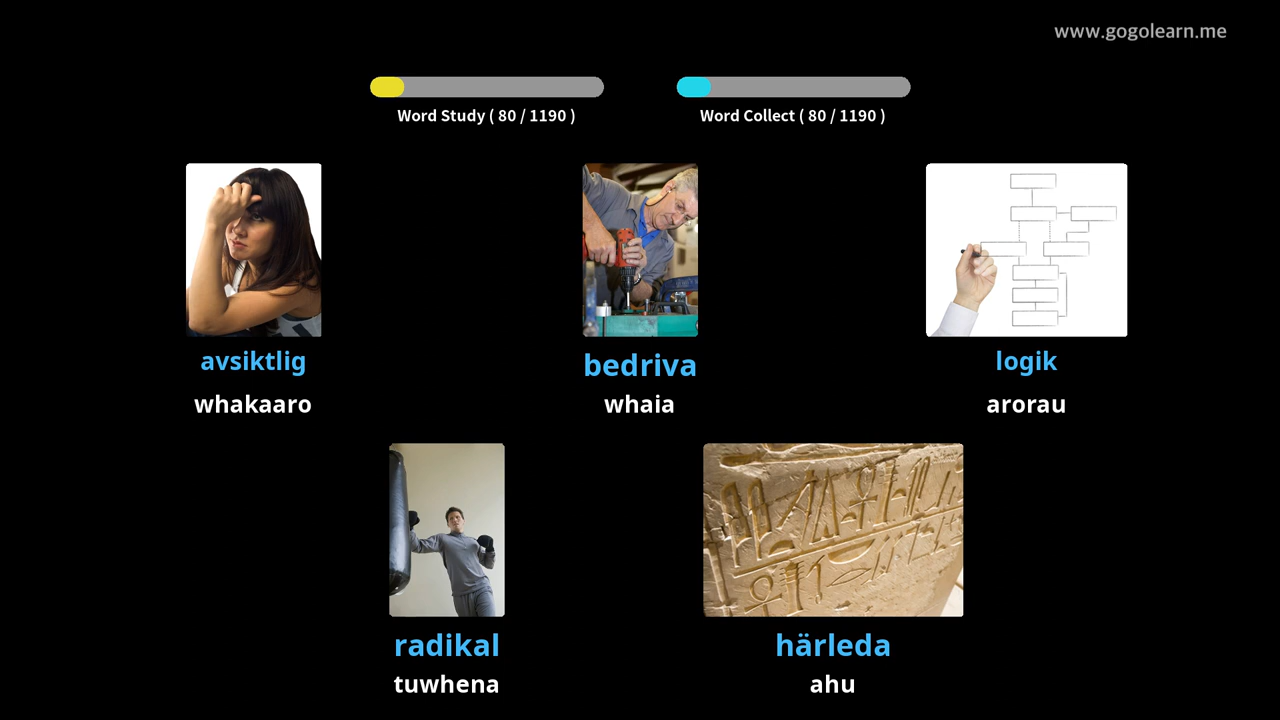 www.gogolearn.me
Word Study ( 80 / 1190 )
Word Collect ( 80 / 1190 )
avsiktlig
whakaaro
bedriva
whaia
logik
arorau
radikal
tuwhena
härleda
ahu